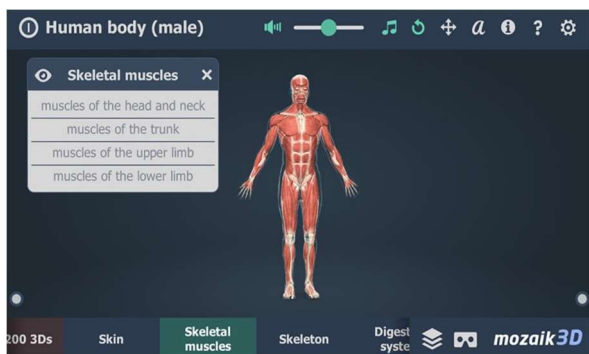 Human body (male)
a i ?
Skeletal muscles ×
muscles of the head and neck
muscles of the trunk
muscles of the upper limb
muscles of the lower limb
200 3Ds
Skin
Skeletal
muscles
Skeleton
Digest
syste
mozaik3D